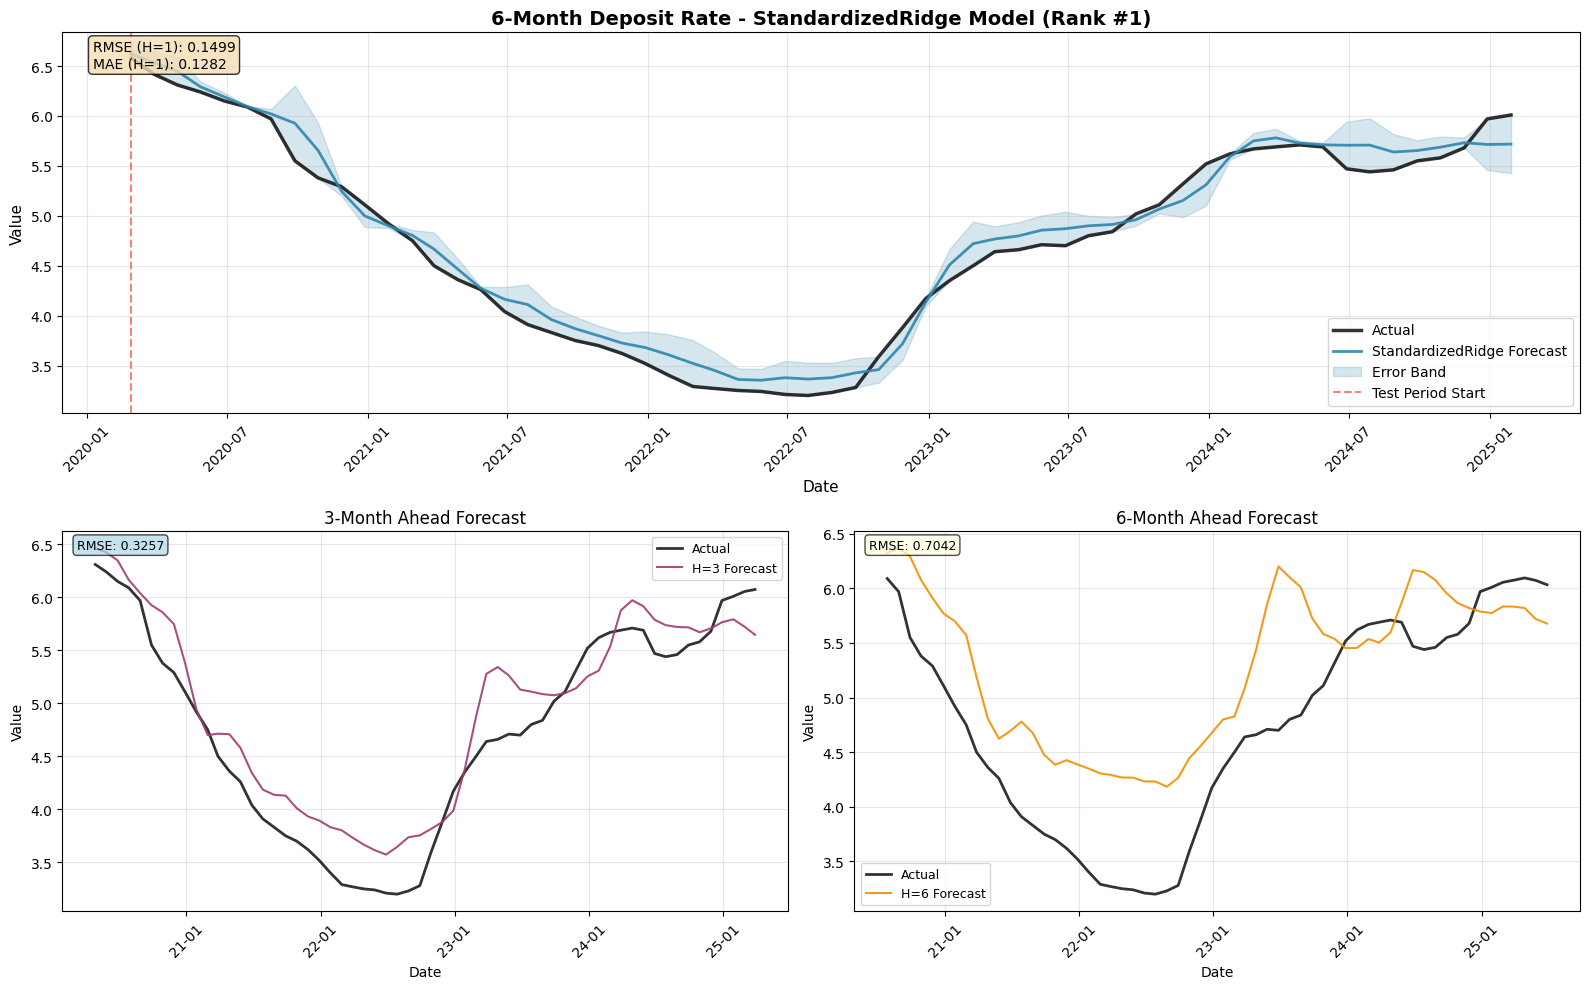 6-Month Deposit Rate - StandardizedRidge Model (Rank #1)
RMSE (H=1): 0.1499
MAE (H=1): 0.1282
Value
6.5
6.0
5.5
5.0
4.5
4.0
3.5
Actual
StandardizedRidge Forecast
Error Band
Test Period Start
2020-01
2020-07
2021-01
2021-07
2022-01
2022-07
2023-01
2023-07
2024-01
2024-07
2025-01
Date
3-Month Ahead Forecast
RMSE: 0.3257
Actual
H=3 Forecast
Value
6.5
6.0
5.5
5.0
4.5
4.0
3.5
21-01
22-01
23-01
24-01
25-01
Date
6-Month Ahead Forecast
RMSE: 0.7042
Value
6.5
6.0
5.5
5.0
4.5
4.0
3.5
Actual
H=6 Forecast
21-01
22-01
23-01
24-01
25-01
Date